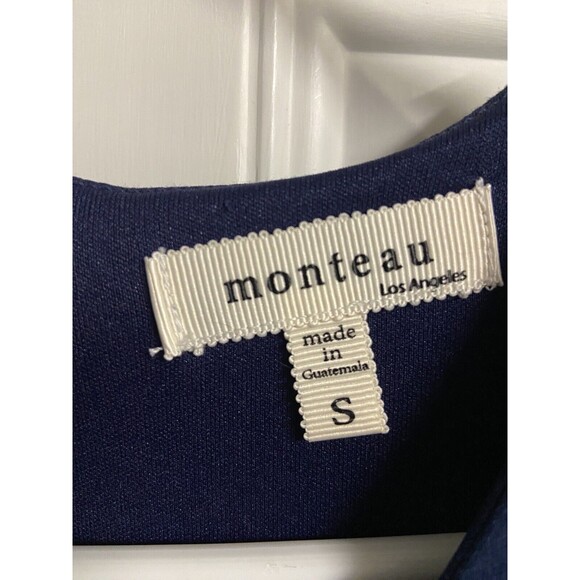 monteau
Los Angeles
made
in
Guatemala
S